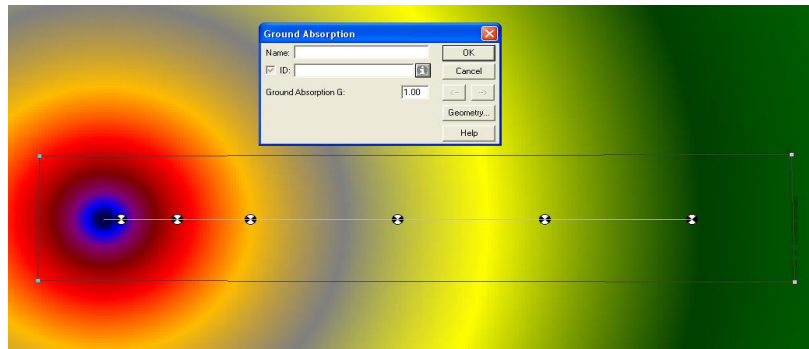 Ground Absorption
Name:
OK
ID:
Cancel
Ground Absorption G:
1.00
<--
-->
Geometry...
Help